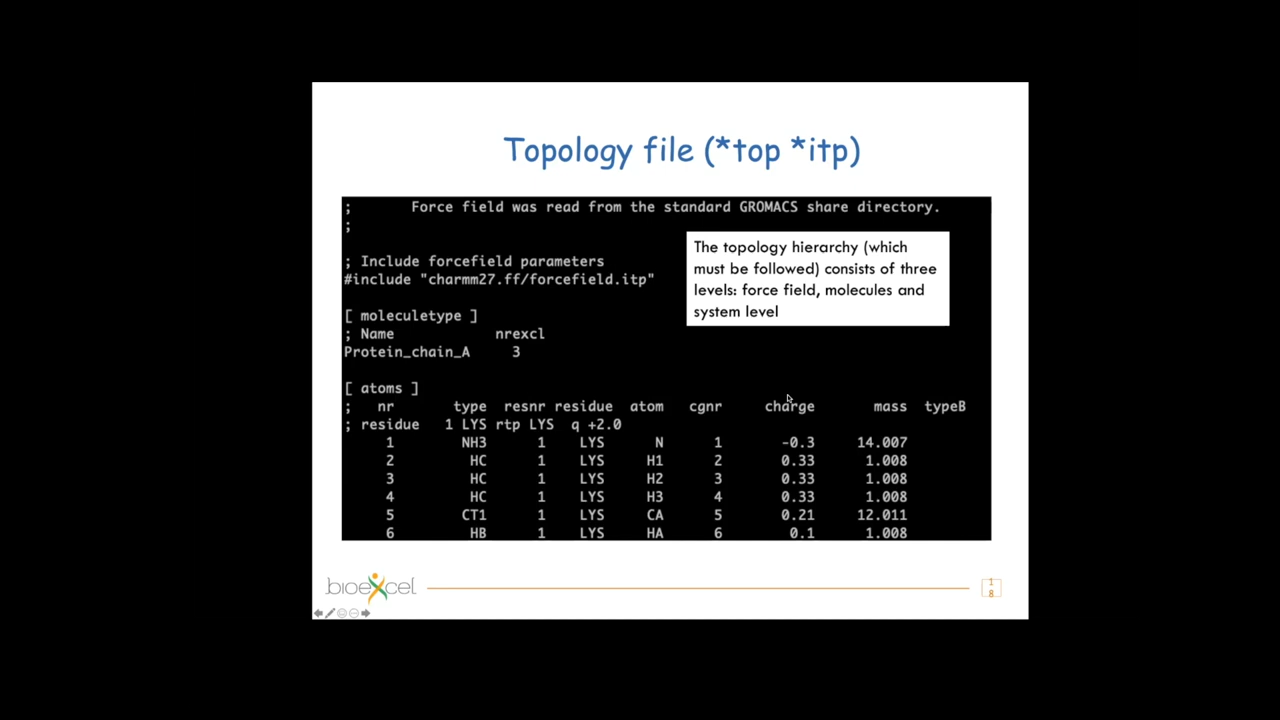 Topology file (*top *itp)
;       Force field was read from the standard GROMACS share directory.
;
; Include forcefield parameters
#include "charmm27.ff/forcefield.itp"
The topology hierarchy (which
must be followed) consists of three
levels: force field, molecules and
system level
[ moleculetype ]
; Name            nrexcl
Protein_chain_A     3
[ atoms ]
;   nr       type  resnr residue  atom   cgnr     charge       mass  typeB
; residue   1 LYS rtp LYS  q +2.0
1        NH3      1    LYS      N      1       -0.3     14.007
2         HC      1    LYS     H1      2       0.33      1.008
3         HC      1    LYS     H2      3       0.33      1.008
4         HC      1    LYS     H3      4       0.33      1.008
5        CT1      1    LYS     CA      5       0.21     12.011
6         HB      1    LYS     HA      6        0.1      1.008
bioexcel
1
8